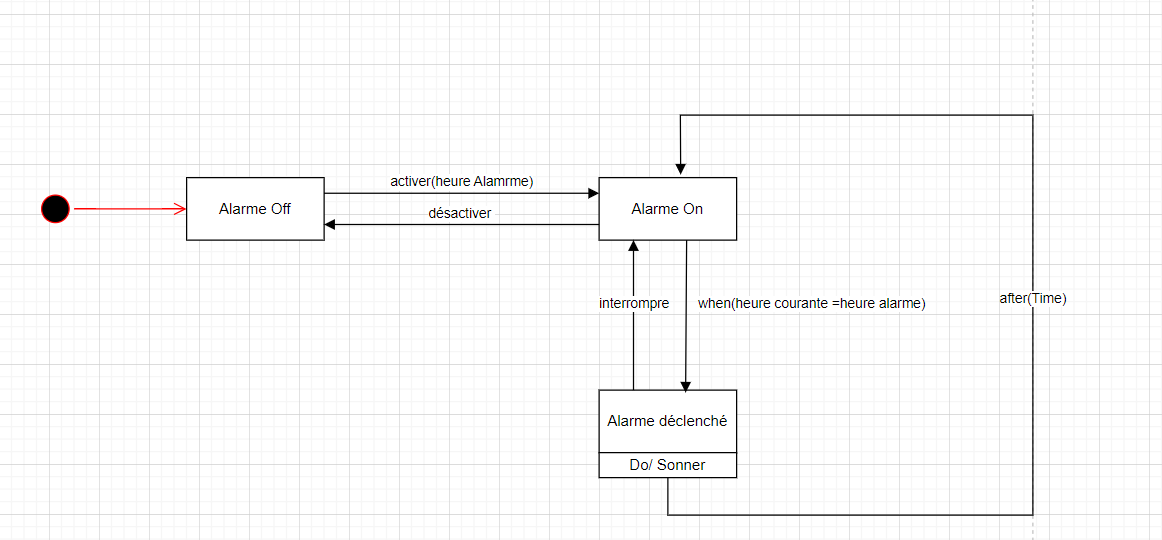 activer(heure Alamrme)
Alarme Off
désactiver
Alarme On
interrompre
when(heure courante =heure alarme)
after(Time)
Alarme déclenché
Do/ Sonner